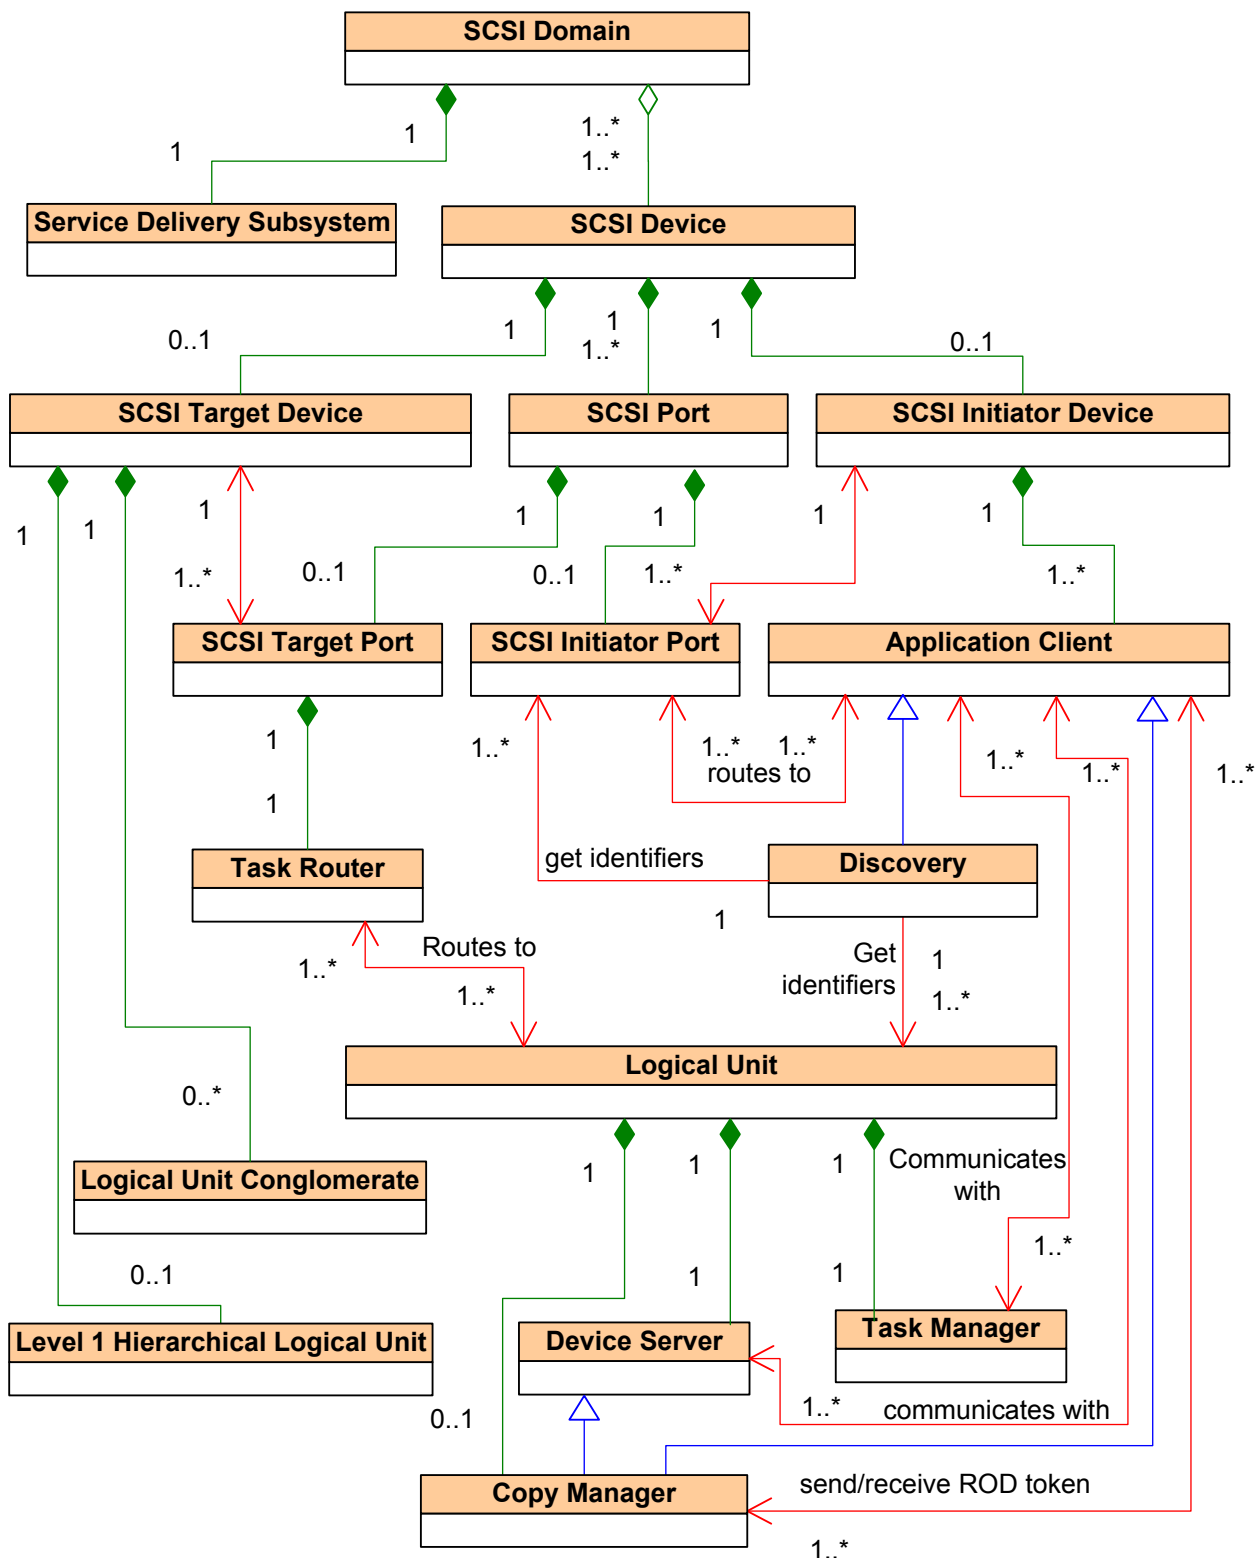 SCSI Domain
1
1
1..*
1..*
Service Delivery Subsystem
SCSI Device
0..1
1
1
1..*
1
0..1
SCSI Target Device
SCSI Port
SCSI Initiator Device
1
1
1
1
1
1
1
1..*
0..1
0..1
1..*
1..*
SCSI Target Port
SCSI Initiator Port
Application Client
1
1..*
1..*
routes to
1..*
1..*
1..*
1..*
1
Task Router
get identifiers
Discovery
1
Routes to
1..*
1..*
Get
identifiers
1
1..*
Logical Unit
0..*
1
1
1
Communicates
with
Logical Unit Conglomerate
1..*
0..1
1
1
Level 1 Hierarchical Logical Unit
Device Server
Task Manager
0..1
1..*
communicates with
Copy Manager
send/receive ROD token
1..*